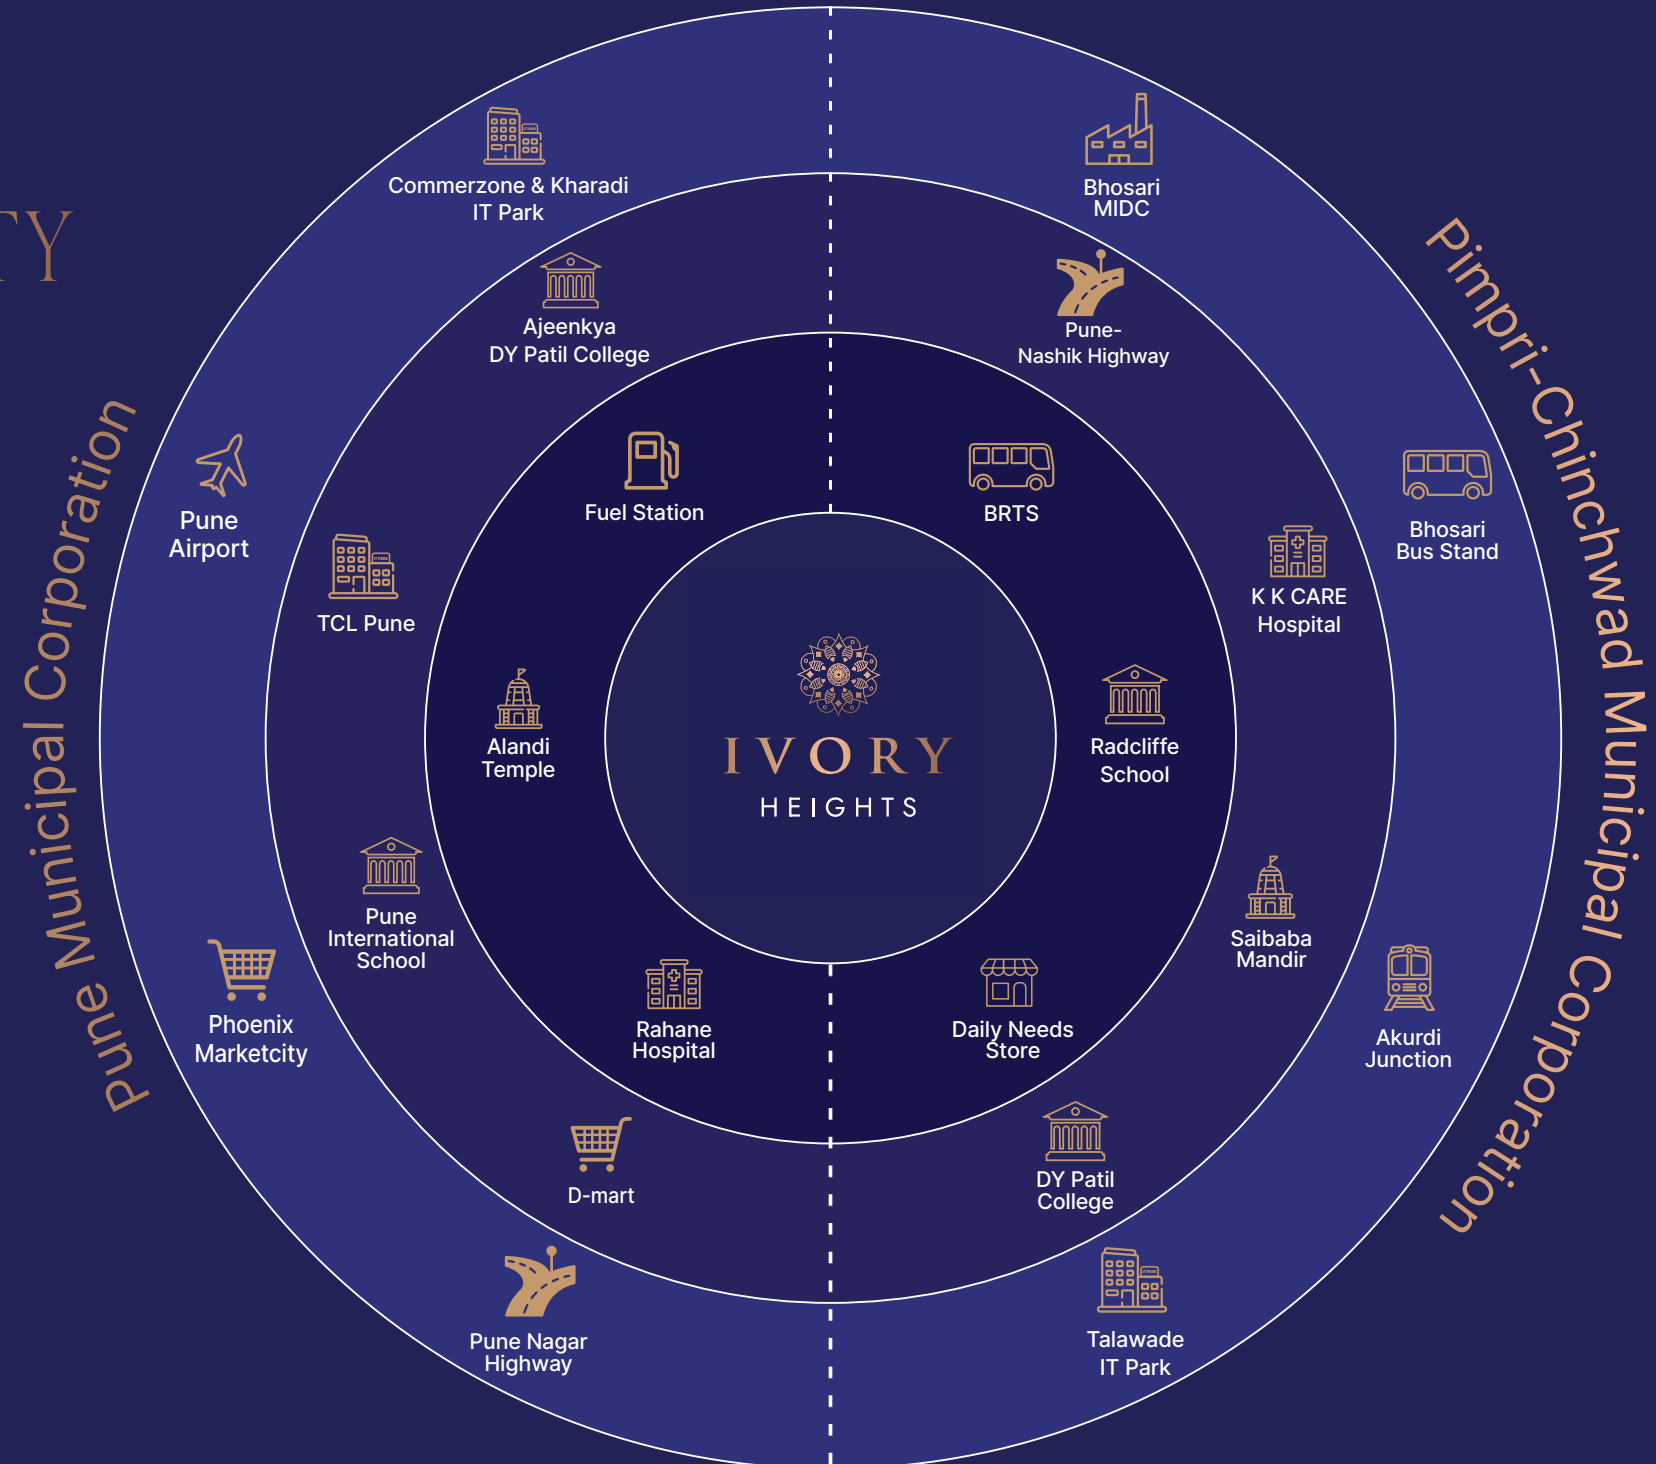 TY
Commerzone & Kharadi
IT Park
Bhosari
MIDC
Ajeenkya
DY Patil College
Pune-
Nashik Highway
Pune
Airport
Fuel Station
BRTS
Bhosari
Bus Stand
TCL Pune
K K CARE
Hospital
Alandi
Temple
IVORY
HEIGHTS
Radcliffe
School
Pune
International
School
Saibaba
Mandir
Phoenix
Marketcity
Rahane
Hospital
Daily Needs
Store
Akurdi
Junction
D-mart
DY Patil
College
Pune Nagar
Highway
Talawade
IT Park
Pune Municipal Corporation
Pimpri-Chinchwad Municipal Corporation